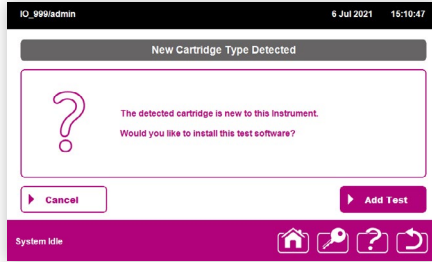 IO_999/admin 6 Jul 2021 15:10:47
New Cartridge Type Detected
The detected cartridge is new to this Instrument.
Would you like to install this test software?
Cancel Add Test
System Idle